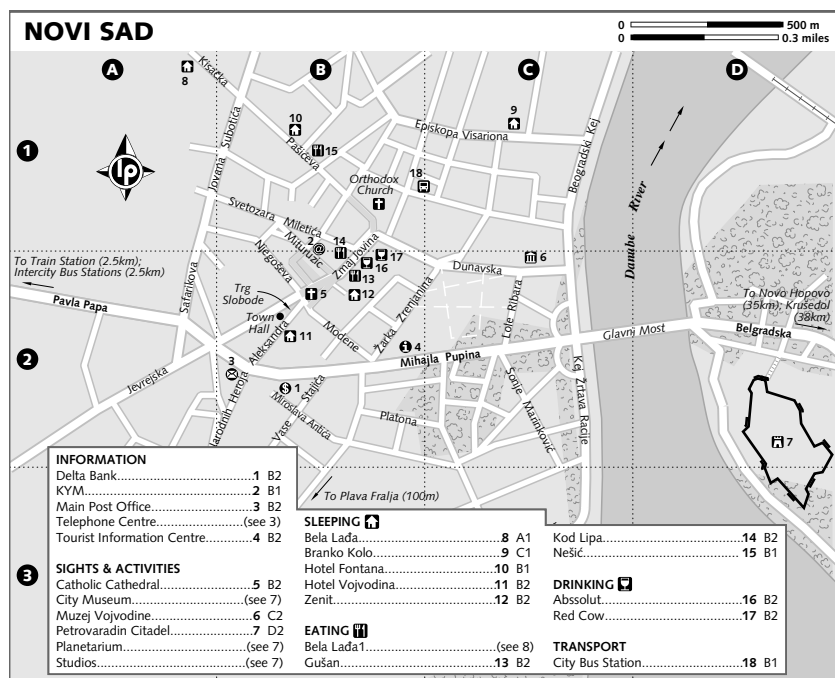 NOVI SAD
0 500 m
0 0.3 miles
A
B
C
D
1
2
3
lp
Kisačka
8
Jovana Subotića
10
Pašićeva
15
9
Episkopa Visariona
Beogradski Kej
18
Orthodox
Church
Svetozara Miletića
Danube River
2
@
Mituruzic
14
Zmaj Jovina
17
16
13
12
Njegoševa
Dunavska
6
To Train Station (2.5km);
Intercity Bus Stations (2.5km)
Pavla Papa
Safarikova
Trg
Slobode
5
Town
Hall
11
Aleksandra
Modene
Žarka Zrenjanina
4
Mihajla Pupina
Lole Ribara
Glavnj Most
To Novo Hopovo
(35km); Krušedol
(38km)
Belgradska
Jevrejska
3
$
1
Narodnih Heroja
Vase Stajića
Miroslava Antića
Platona
Sonje Marinković
Kej Žrtava Racije
7
To Plava Fralja (100m)
INFORMATION
Delta Bank 1 B2
KYM 2 B1
Main Post Office 3 B2
Telephone Centre (see 3)
Tourist Information Centre 4 B2
SIGHTS & ACTIVITIES
Catholic Cathedral 5 B2
City Museum (see 7)
Muzej Vojvodine 6 C2
Petrovaradin Citadel 7 D2
Planetarium (see 7)
Studios (see 7)
SLEEPING
Bela Lađa 8 A1
Branko Kolo 9 C1
Hotel Fontana 10 B1
Hotel Vojvodina 11 B2
Zenit 12 B2
EATING
Bela Lađa1 (see 8)
Gušan 13 B2
Kod Lipa 14 B2
Nešić 15 B1
DRINKING
Abssolut 16 B2
Red Cow 17 B2
TRANSPORT
City Bus Station 18 B1